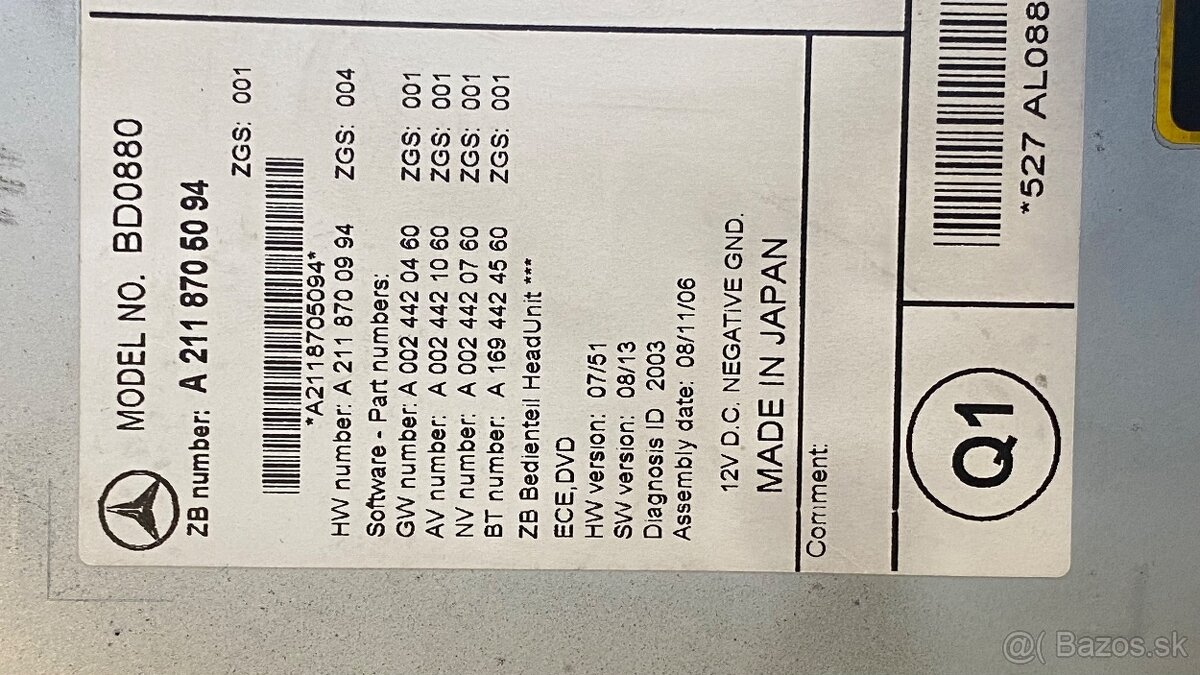 MODEL NO. BD0880
ZB number: A 211 870 50 94
ZGS: 001
*A2118705094*
HW number: A 211 870 09 94 ZGS: 004
Software - Part numbers:
GW number: A 002 442 04 60 ZGS: 001
AV number: A 002 442 10 60 ZGS: 001
NV number: A 002 442 07 60 ZGS: 001
BT number: A 169 442 45 60 ZGS: 001
ZB Bedienteil HeadUnit ***
ECE,DVD
HW version: 07/51
SW version: 08/13
Diagnosis ID 2003
Assembly date: 08/11/06
12V D.C. NEGATIVE GND.
MADE IN JAPAN
Comment:
Q1
*527 AL088
@( Bazos.sk